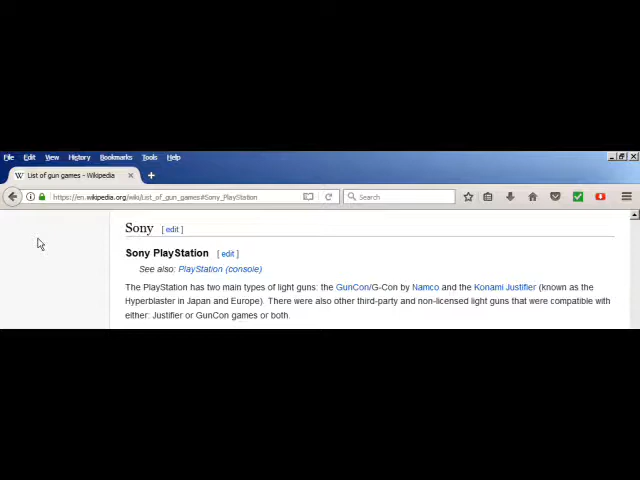 File Edit View History Bookmarks Tools Help
List of gun games - Wikipedia
https://en.wikipedia.org/wiki/List_of_gun_games#Sony_PlayStation Search
Sony [ edit ]
Sony PlayStation [ edit ]
See also: PlayStation (console)
The PlayStation has two main types of light guns: the GunCon/G-Con by Namco and the Konami Justifier (known as the
Hyperblaster in Japan and Europe). There were also other third-party and non-licensed light guns that were compatible with
either: Justifier or GunCon games or both.